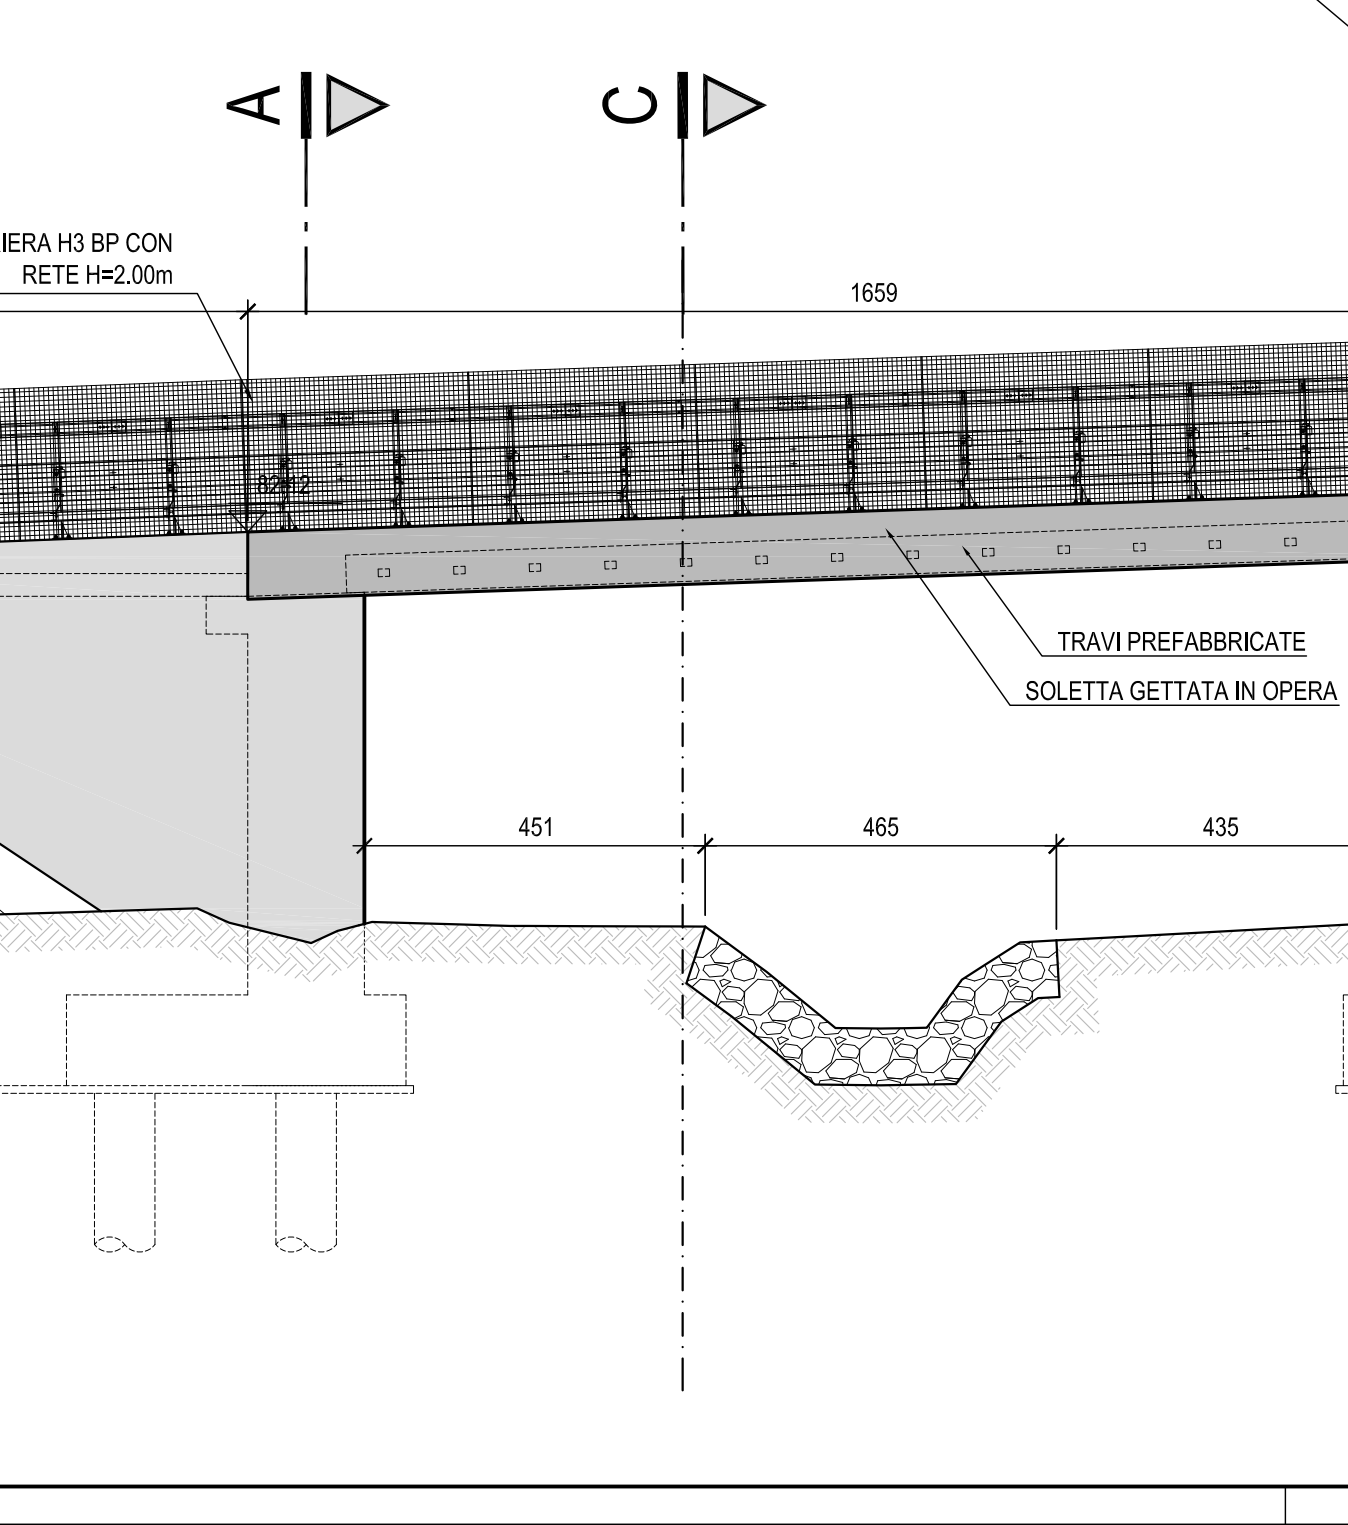 A
C
IERA H3 BP CON
RETE H=2.00m
1659
TRAVI PREFABBRICATE
SOLETTA GETTATA IN OPERA
451
465
435